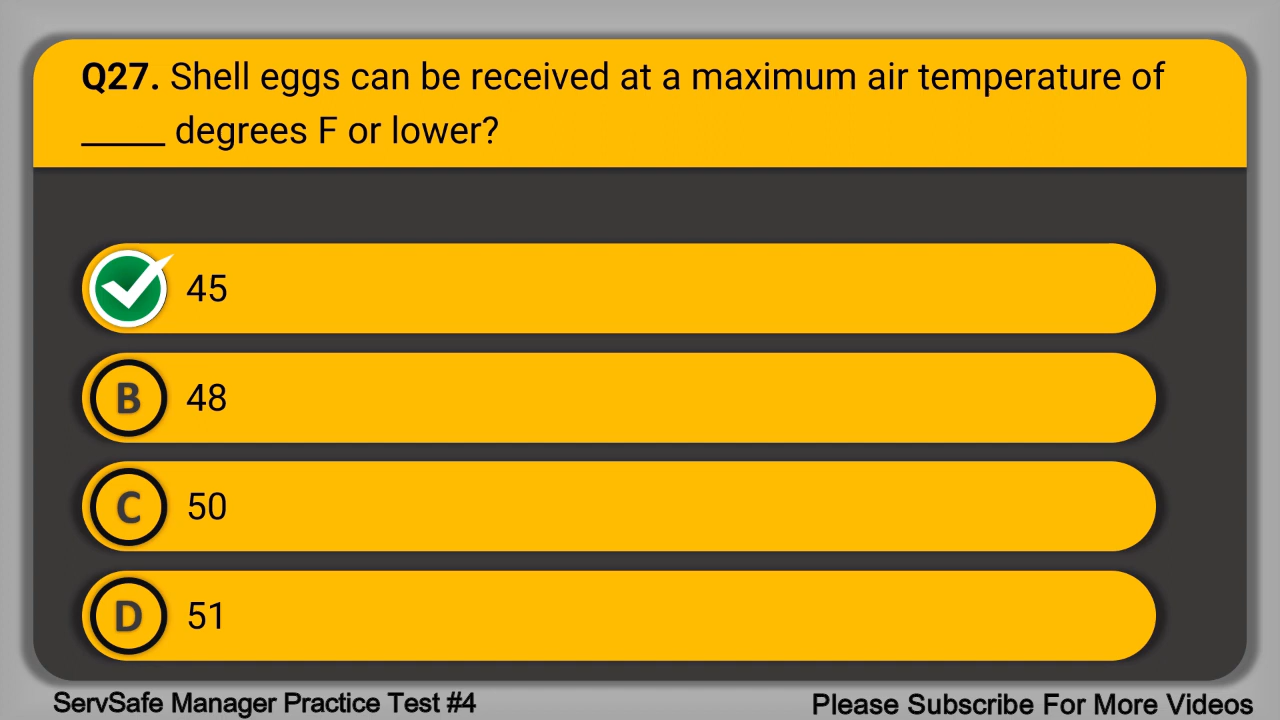 Q27. Shell eggs can be received at a maximum air temperature of
_____ degrees F or lower?
45
B 48
C 50
D 51
ServSafe Manager Practice Test #4
Please Subscribe For More Videos